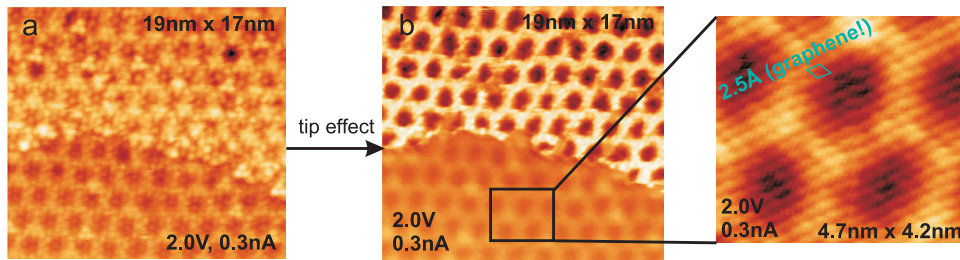 a
19nm x 17nm
2.0V, 0.3nA
tip effect
b
19nm x 17nm
2.0V
0.3nA
2.5A (graphene!)
2.0V
0.3nA
4.7nm x 4.2nm